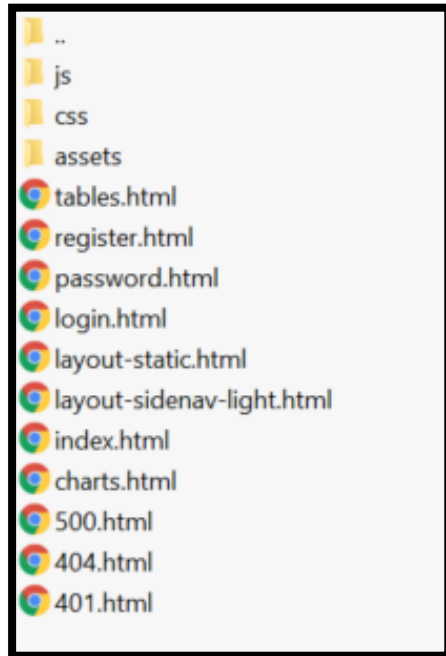 ..
js
css
assets
tables.html
register.html
password.html
login.html
layout-static.html
layout-sidenav-light.html
index.html
charts.html
500.html
404.html
401.html